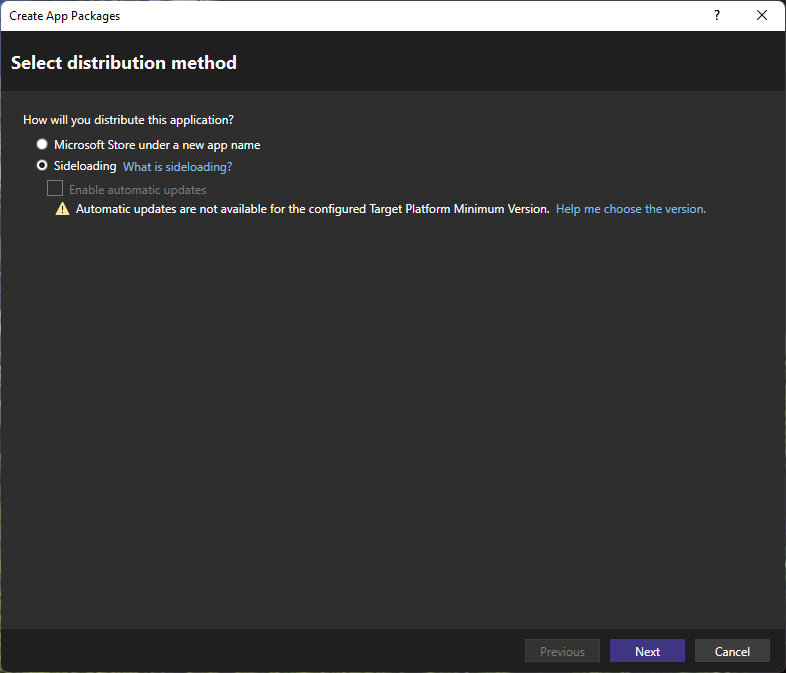 Create App Packages
?
Select distribution method
How will you distribute this application?
Microsoft Store under a new app name
Sideloading What is sideloading?
Enable automatic updates
Automatic updates are not available for the configured Target Platform Minimum Version. Help me choose the version.
Previous Next Cancel